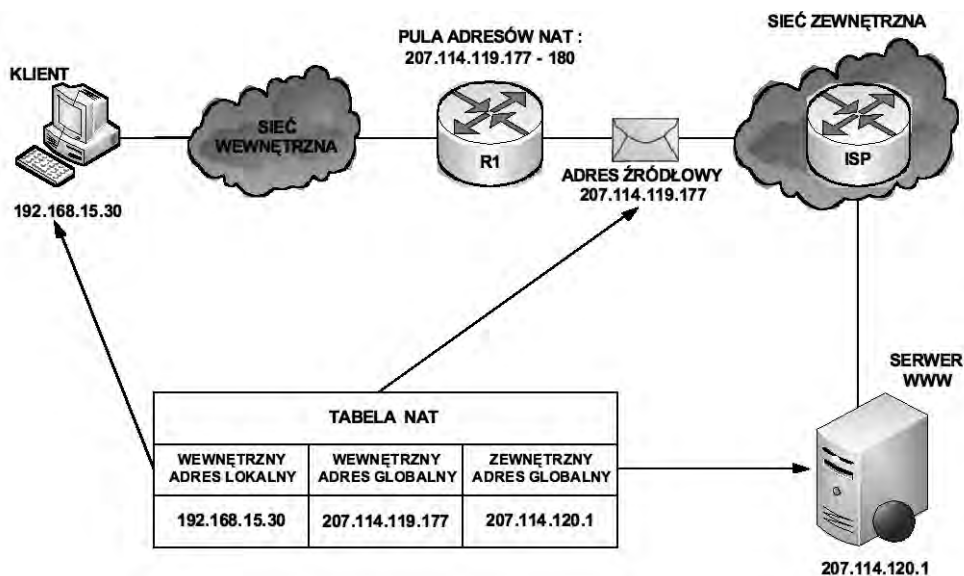 SIEĆ ZEWNĘTRZNA
PULA ADRESÓW NAT :
207.114.119.177 - 180
KLIENT
SIEĆ
WEWNĘTRZNA
R1
ISP
ADRES ŹRÓDŁOWY
207.114.119.177
192.168.15.30
SERWER
WWW
TABELA NAT
WEWNĘTRZNY
ADRES LOKALNY
WEWNĘTRZNY
ADRES GLOBALNY
ZEWNĘTRZNY
ADRES GLOBALNY
192.168.15.30
207.114.119.177
207.114.120.1
207.114.120.1